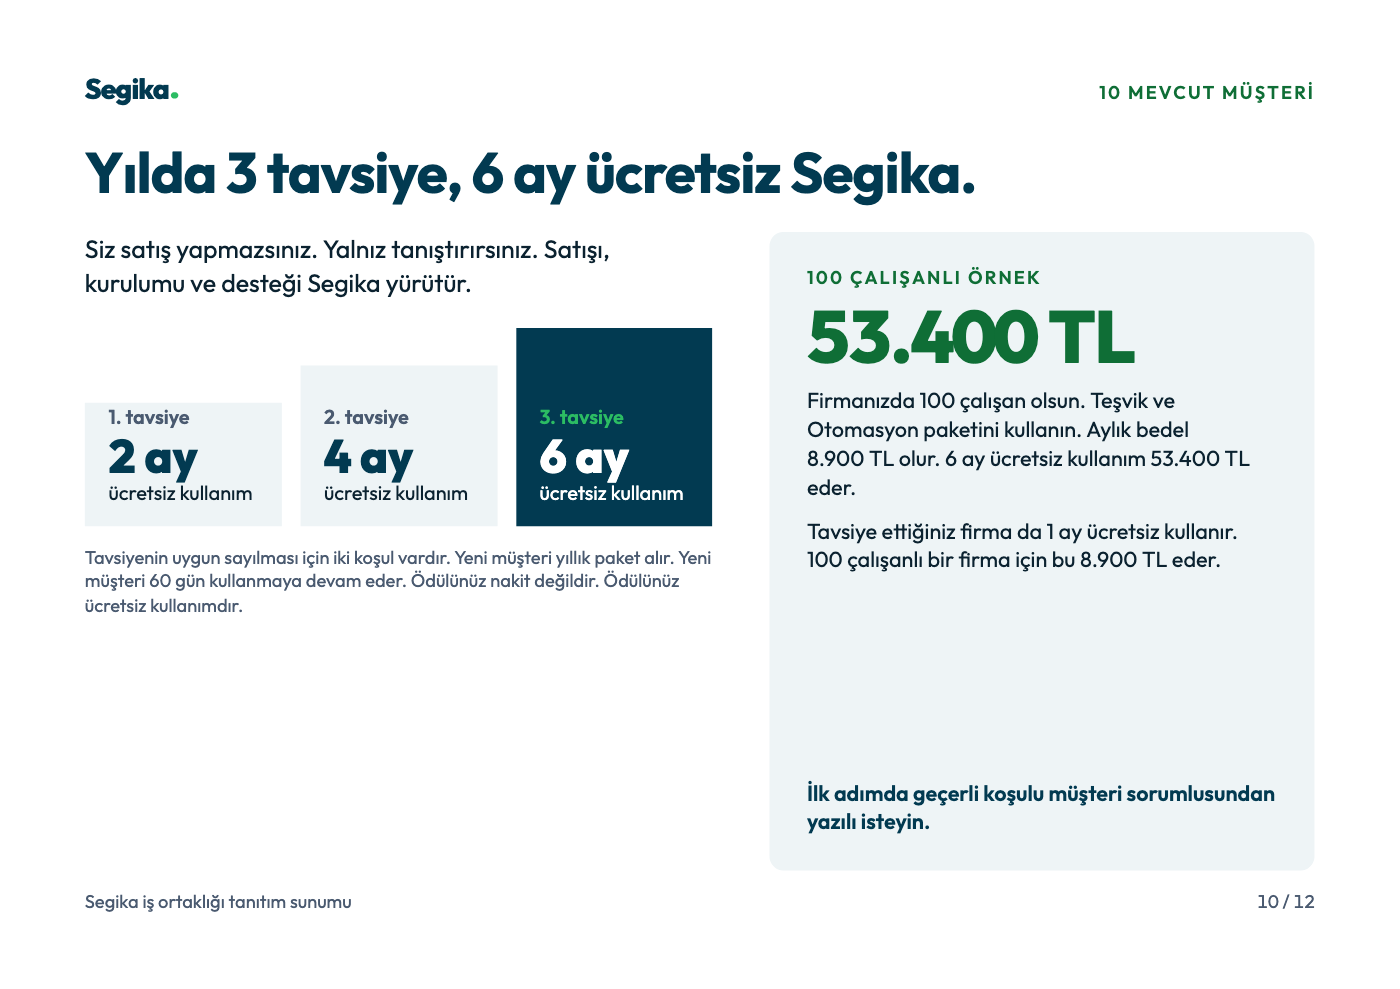 Segika.
10 MEVCUT MÜŞTERİ
Yılda 3 tavsiye, 6 ay ücretsiz Segika.
Siz satış yapmazsınız. Yalnız tanıştırırsınız. Satışı,
kurulumu ve desteği Segika yürütür.
1. tavsiye
2 ay
ücretsiz kullanım
2. tavsiye
4 ay
ücretsiz kullanım
3. tavsiye
6 ay
ücretsiz kullanım
Tavsiyenin uygun sayılması için iki koşul vardır. Yeni müşteri yıllık paket alır. Yeni
müşteri 60 gün kullanmaya devam eder. Ödülünüz nakit değildir. Ödülünüz
ücretsiz kullanımdır.
100 ÇALIŞANLI ÖRNEK
53.400 TL
Firmanızda 100 çalışan olsun. Teşvik ve
Otomasyon paketini kullanın. Aylık bedel
8.900 TL olur. 6 ay ücretsiz kullanım 53.400 TL
eder.
Tavsiye ettiğiniz firma da 1 ay ücretsiz kullanır.
100 çalışanlı bir firma için bu 8.900 TL eder.
İlk adımda geçerli koşulu müşteri sorumlusundan
yazılı isteyin.
Segika iş ortaklığı tanıtım sunumu
10 / 12